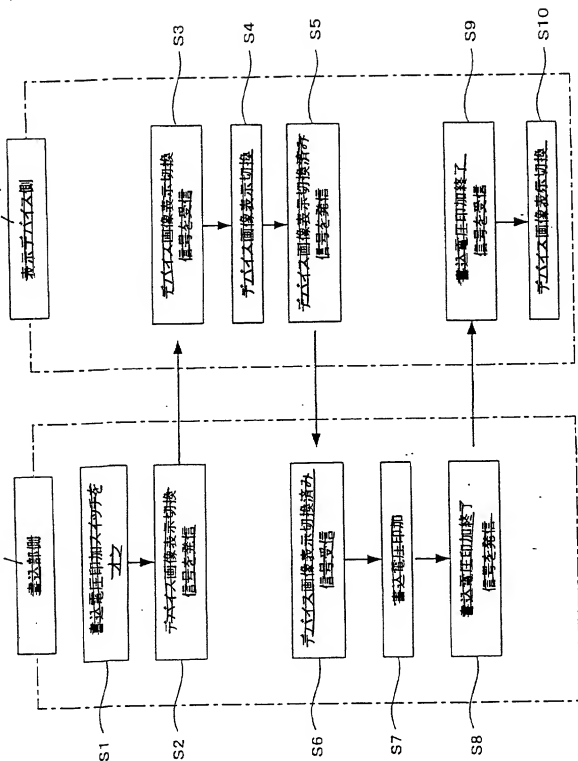 書込部側
S1
書込電圧印加スイッチを
オン
S2
デバイス画像表示切換
信号を発信
S6
デバイス画像表示切換済み
信号受信
S7
書込電圧印加
S8
書込電圧印加終了
信号を発信
表示デバイス側
S3
デバイス画像表示切換
信号を受信
S4
デバイス画像表示切換
S5
デバイス画像表示切換済み
信号を発信
S9
書込電圧印加終了
信号を受信
S10
デバイス画像表示切換